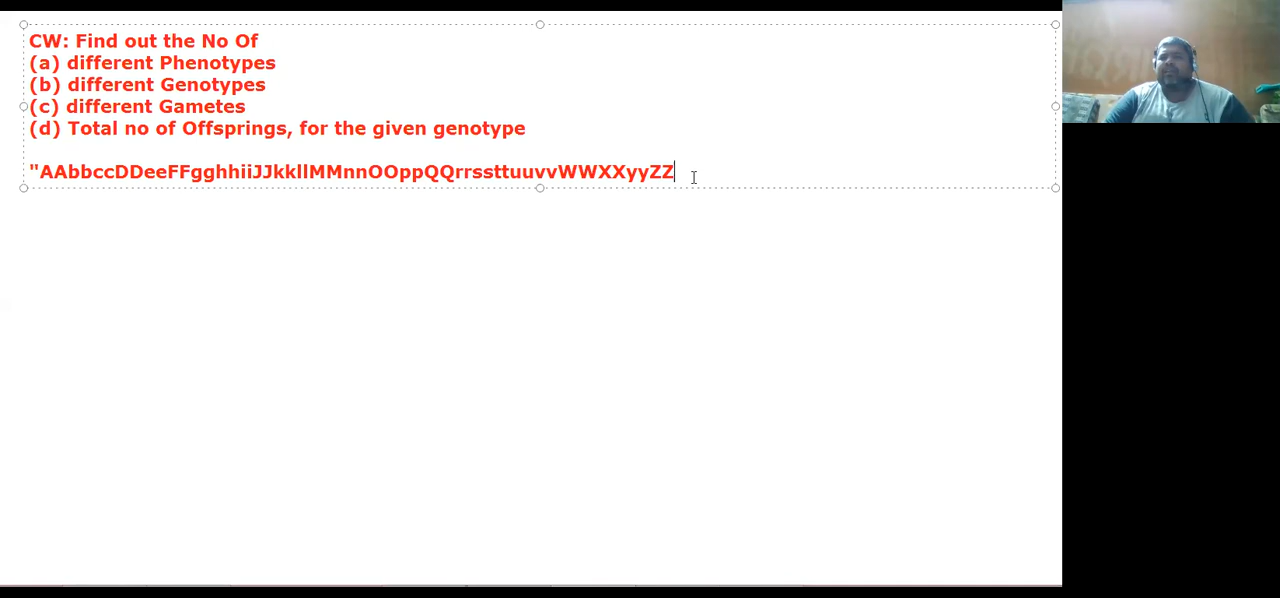 CW: Find out the No Of
(a) different Phenotypes
(b) different Genotypes
(c) different Gametes
(d) Total no of Offsprings, for the given genotype
"AAbbccDDeeFFgghhiiJJkkllMMnnOOppQQrrssttuuvvWWXXyyZZ